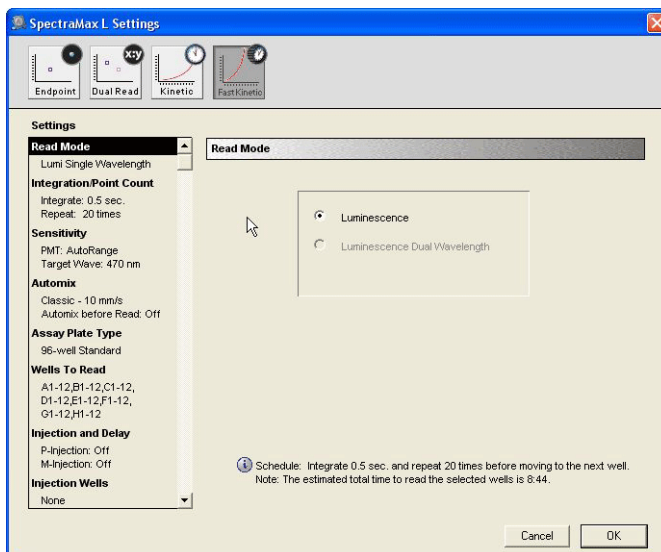 SpectraMax L Settings
x:y
Endpoint
Dual Read
Kinetic
Fast Kinetic
Settings
Read Mode
Lumi Single Wavelength
Integration/Point Count
Integrate: 0.5 sec.
Repeat: 20 times
Sensitivity
PMT: AutoRange
Target Wave: 470 nm
Automix
Classic - 10 mm/s
Automix before Read: Off
Assay Plate Type
96-well Standard
Wells To Read
A1-12,B1-12,C1-12,
D1-12,E1-12,F1-12,
G1-12,H1-12
Injection and Delay
P-Injection: Off
M-Injection: Off
Injection Wells
None
Read Mode
Luminescence
Luminescence Dual Wavelength
Schedule: Integrate 0.5 sec. and repeat 20 times before moving to the next well.
Note: The estimated total time to read the selected wells is 8:44.
Cancel
OK